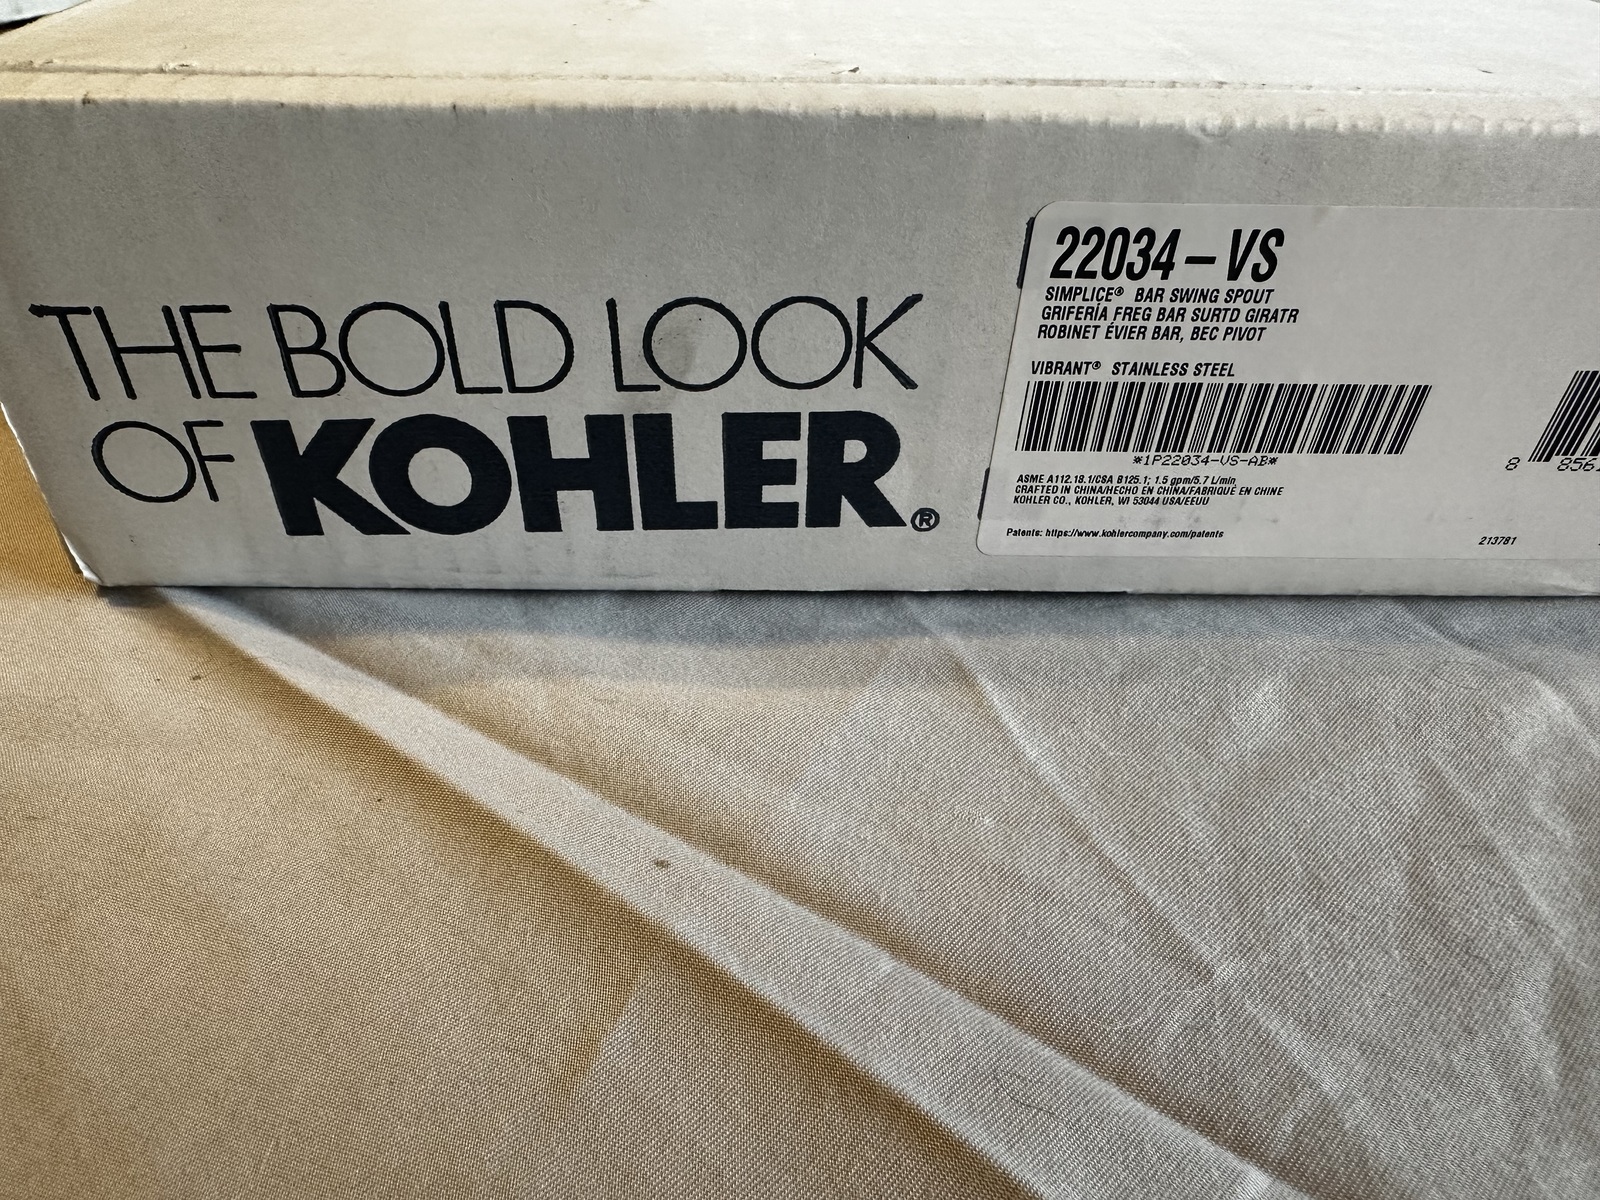 THE BOLD LOOK
OF KOHLER®
22034-VS
SIMPLICE® BAR SWING SPOUT
GRIFERÍA FREG BAR SURTD GIRATR
ROBINET ÉVIER BAR, BEC PIVOT
VIBRANT® STAINLESS STEEL
*1P22034-VS-AB*
8 856
ASME A112.18.1/CSA B125.1; 1.5 gpm/5.7 L/min
CRAFTED IN CHINA/HECHO EN CHINA/FABRIQUÉ EN CHINE
KOHLER CO., KOHLER, WI 53044 USA/EEUU
Patents: https://www.kohlercompany.com/patents
213781